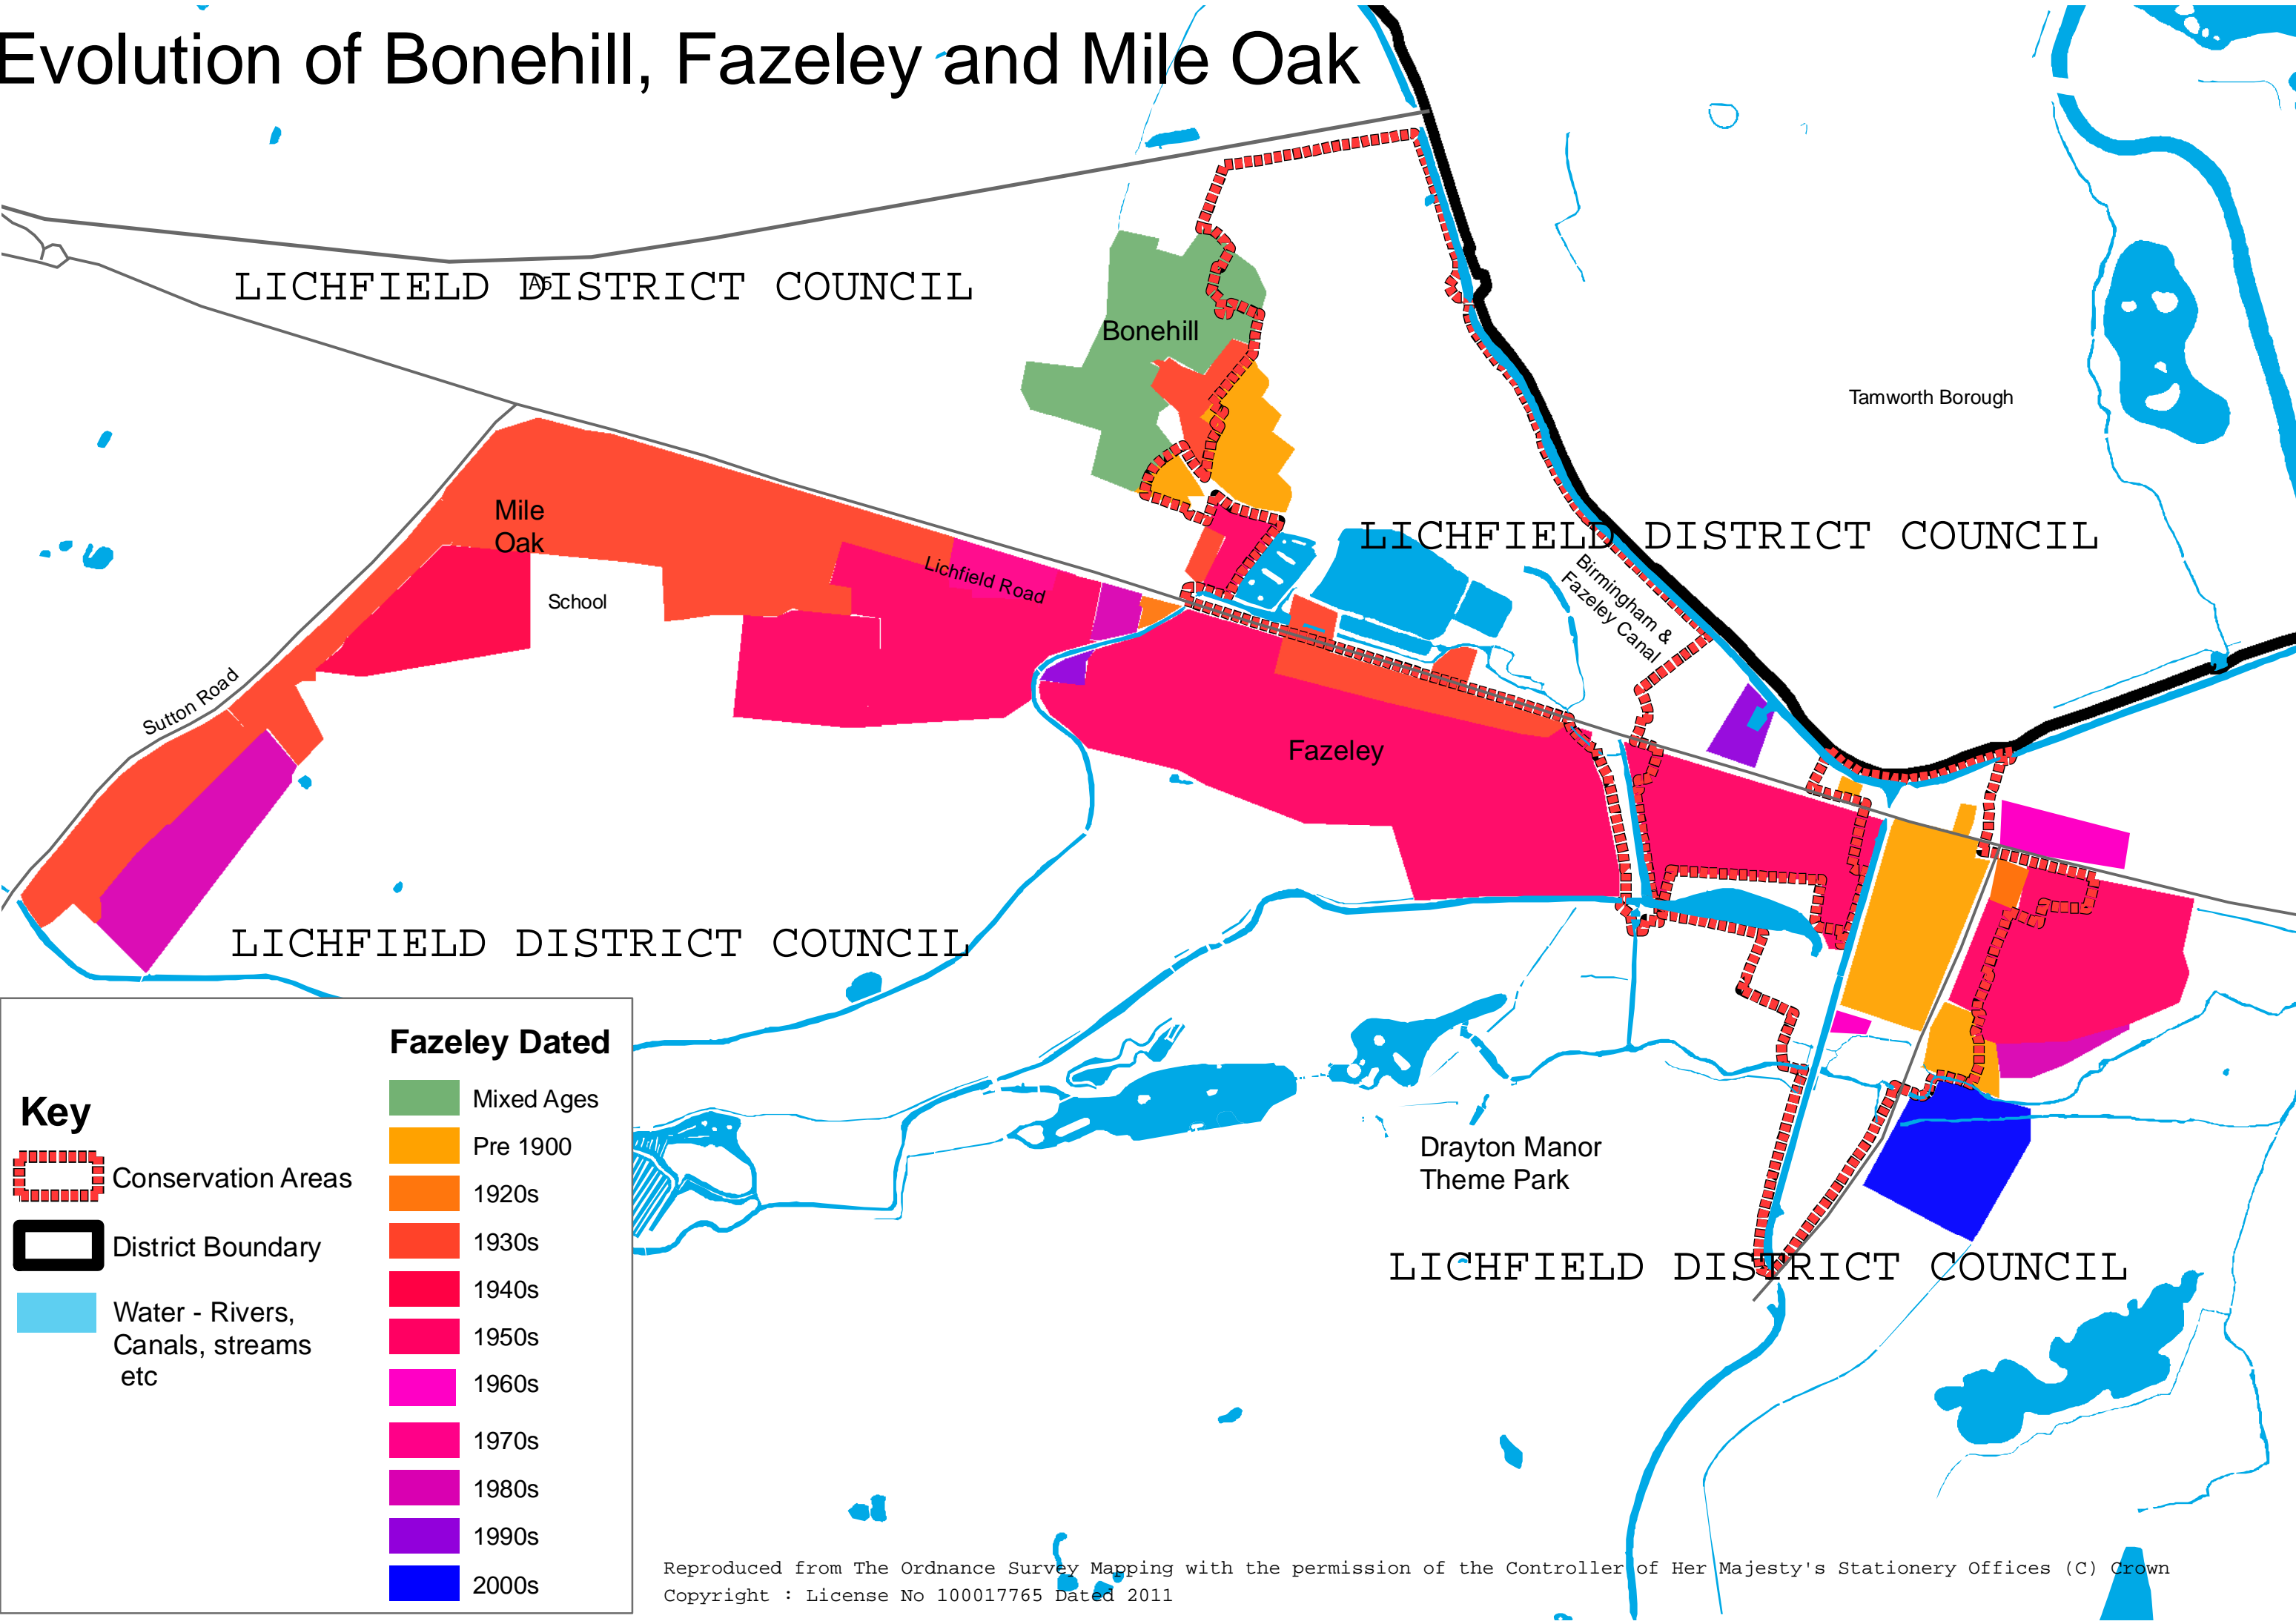 Evolution of Bonehill, Fazeley and Mile Oak
LICHFIELD DISTRICT COUNCIL
A5
Bonehill
Tamworth Borough
Mile
Oak
LICHFIELD DISTRICT COUNCIL
Birmingham &
Fazeley Canal
Lichfield Road
School
Sutton Road
Fazeley
LICHFIELD DISTRICT COUNCIL
Drayton Manor
Theme Park
LICHFIELD DISTRICT COUNCIL
Key
Conservation Areas
District Boundary
Water - Rivers,
Canals, streams
etc
Fazeley Dated
Mixed Ages
Pre 1900
1920s
1930s
1940s
1950s
1960s
1970s
1980s
1990s
2000s
Reproduced from The Ordnance Survey Mapping with the permission of the Controller of Her Majesty's Stationery Offices (C) Crown
Copyright : License No 100017765 Dated 2011